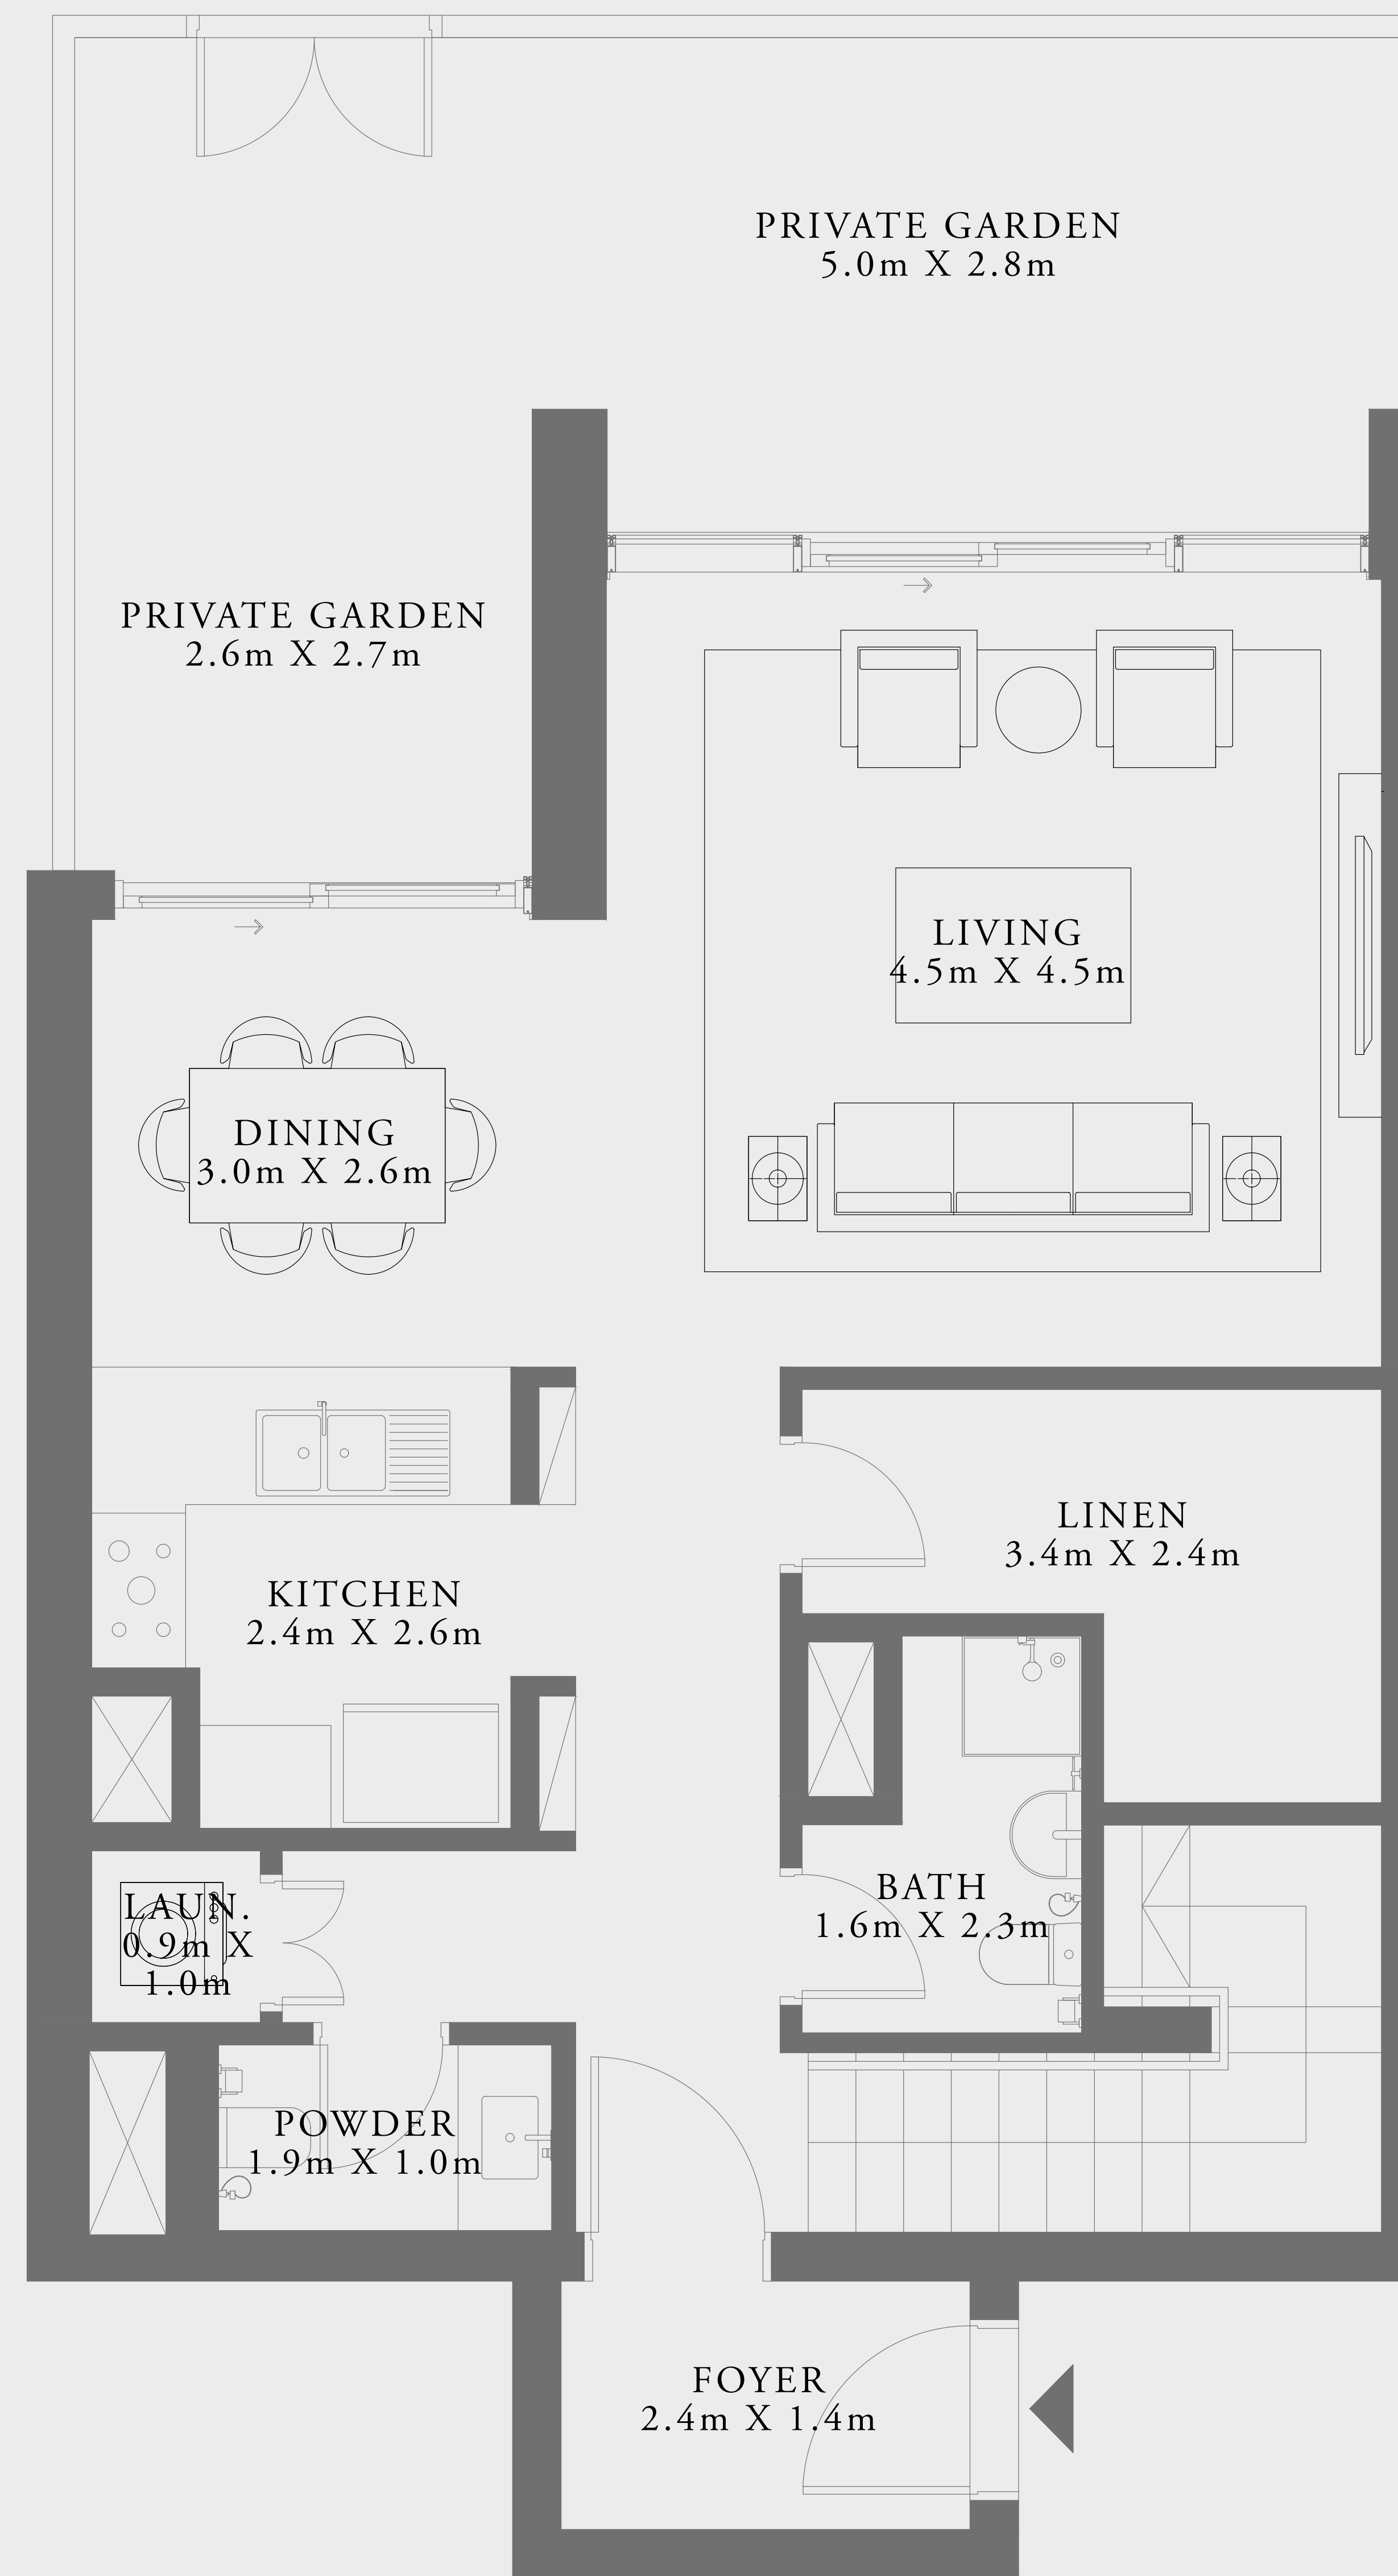 PRIVATE GARDEN
5.0m X 2.8m
PRIVATE GARDEN
2.6m X 2.7m
LIVING
4.5m X 4.5m
DINING
3.0m X 2.6m
LINEN
3.4m X 2.4m
KITCHEN
2.4m X 2.6m
BATH
1.6m X 2.3m
LAUN.
0.9m X
1.0m
POWDER
1.9m X 1.0m
FOYER
2.4m X 1.4m